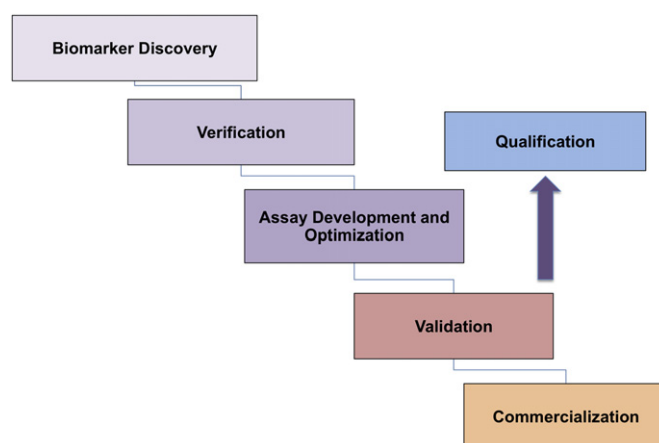 Biomarker Discovery
Verification
Qualification
Assay Development and
Optimization
Validation
Commercialization